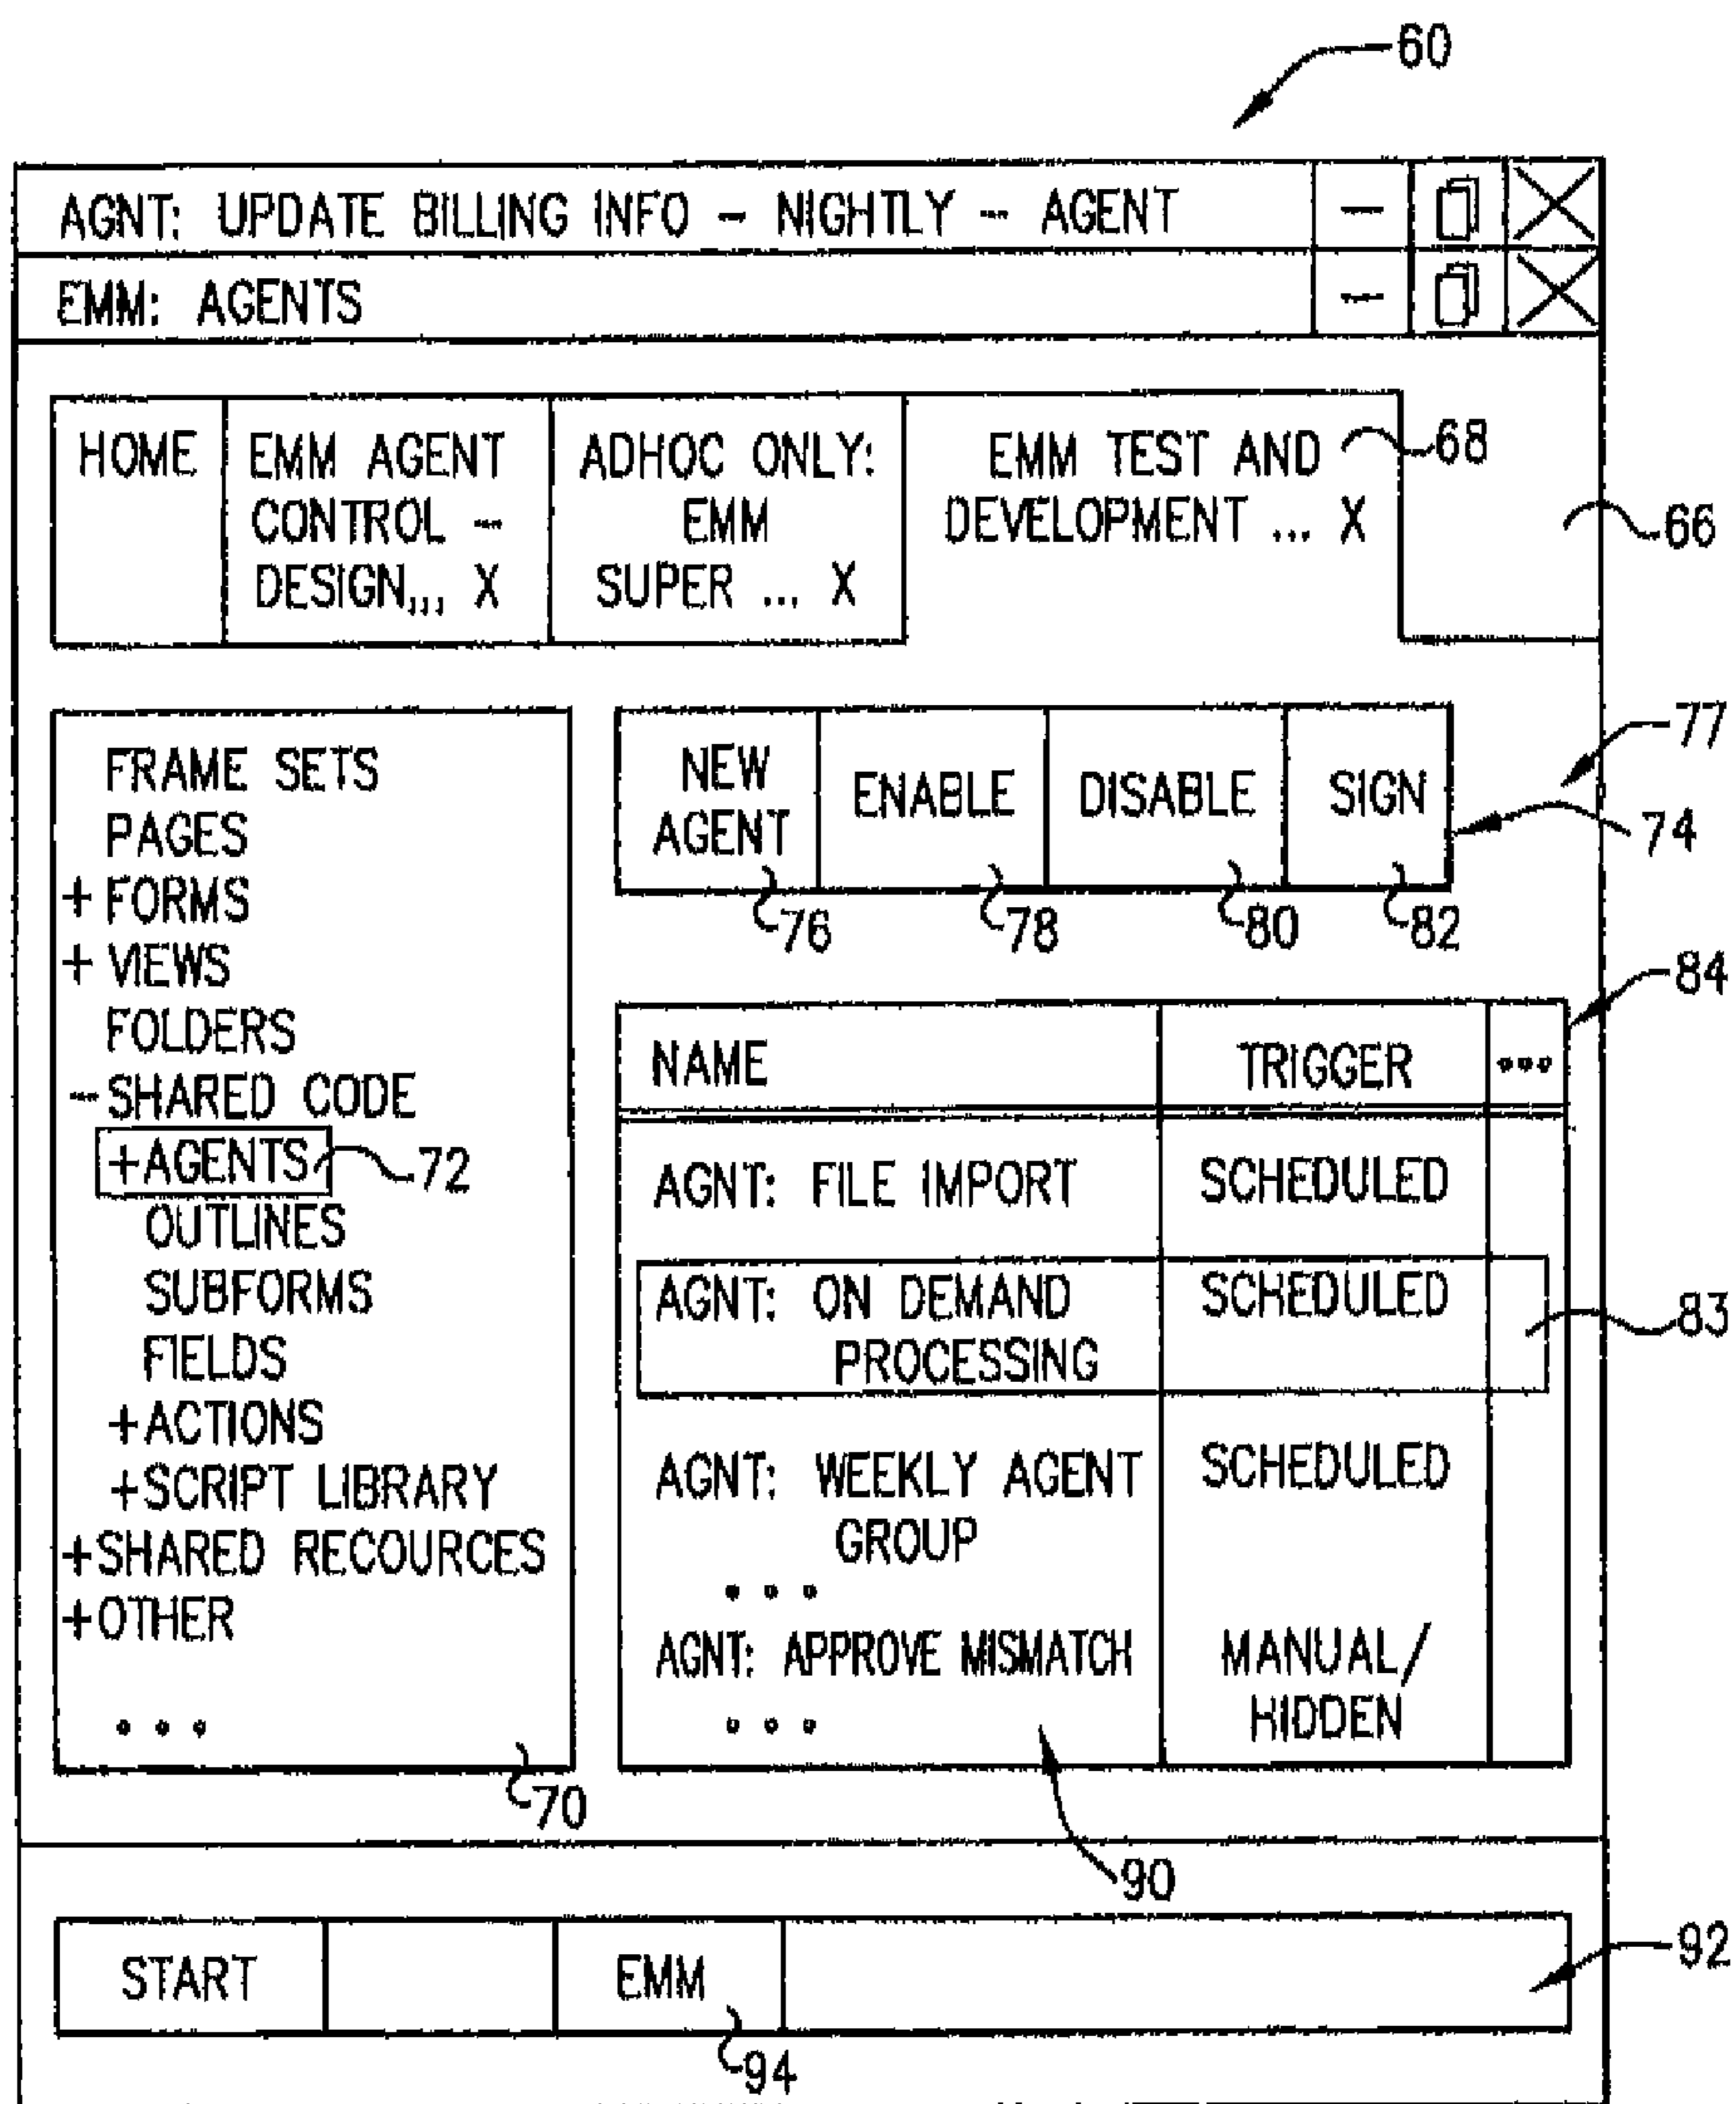 60
AGNT: UPDATE BILLING INFO - NIGHTLY - AGENT
EMM: AGENTS
HOME
EMM AGENT
CONTROL -
DESIGN,,, X
ADHOC ONLY:
EMM
SUPER ... X
EMM TEST AND
DEVELOPMENT ... X
68
66
FRAME SETS
PAGES
+ FORMS
+ VIEWS
FOLDERS
- SHARED CODE
+AGENTS
72
OUTLINES
SUBFORMS
FIELDS
+ACTIONS
+SCRIPT LIBRARY
+SHARED RECOURCES
+OTHER
...
70
NEW
AGENT
ENABLE
DISABLE
SIGN
77
74
76
78
80
82
84
NAME
TRIGGER
...
AGNT: FILE IMPORT
SCHEDULED
AGNT: ON DEMAND
PROCESSING
SCHEDULED
83
AGNT: WEEKLY AGENT
GROUP
SCHEDULED
...
AGNT: APPROVE MISMATCH
MANUAL/
HIDDEN
...
90
START
EMM
92
94